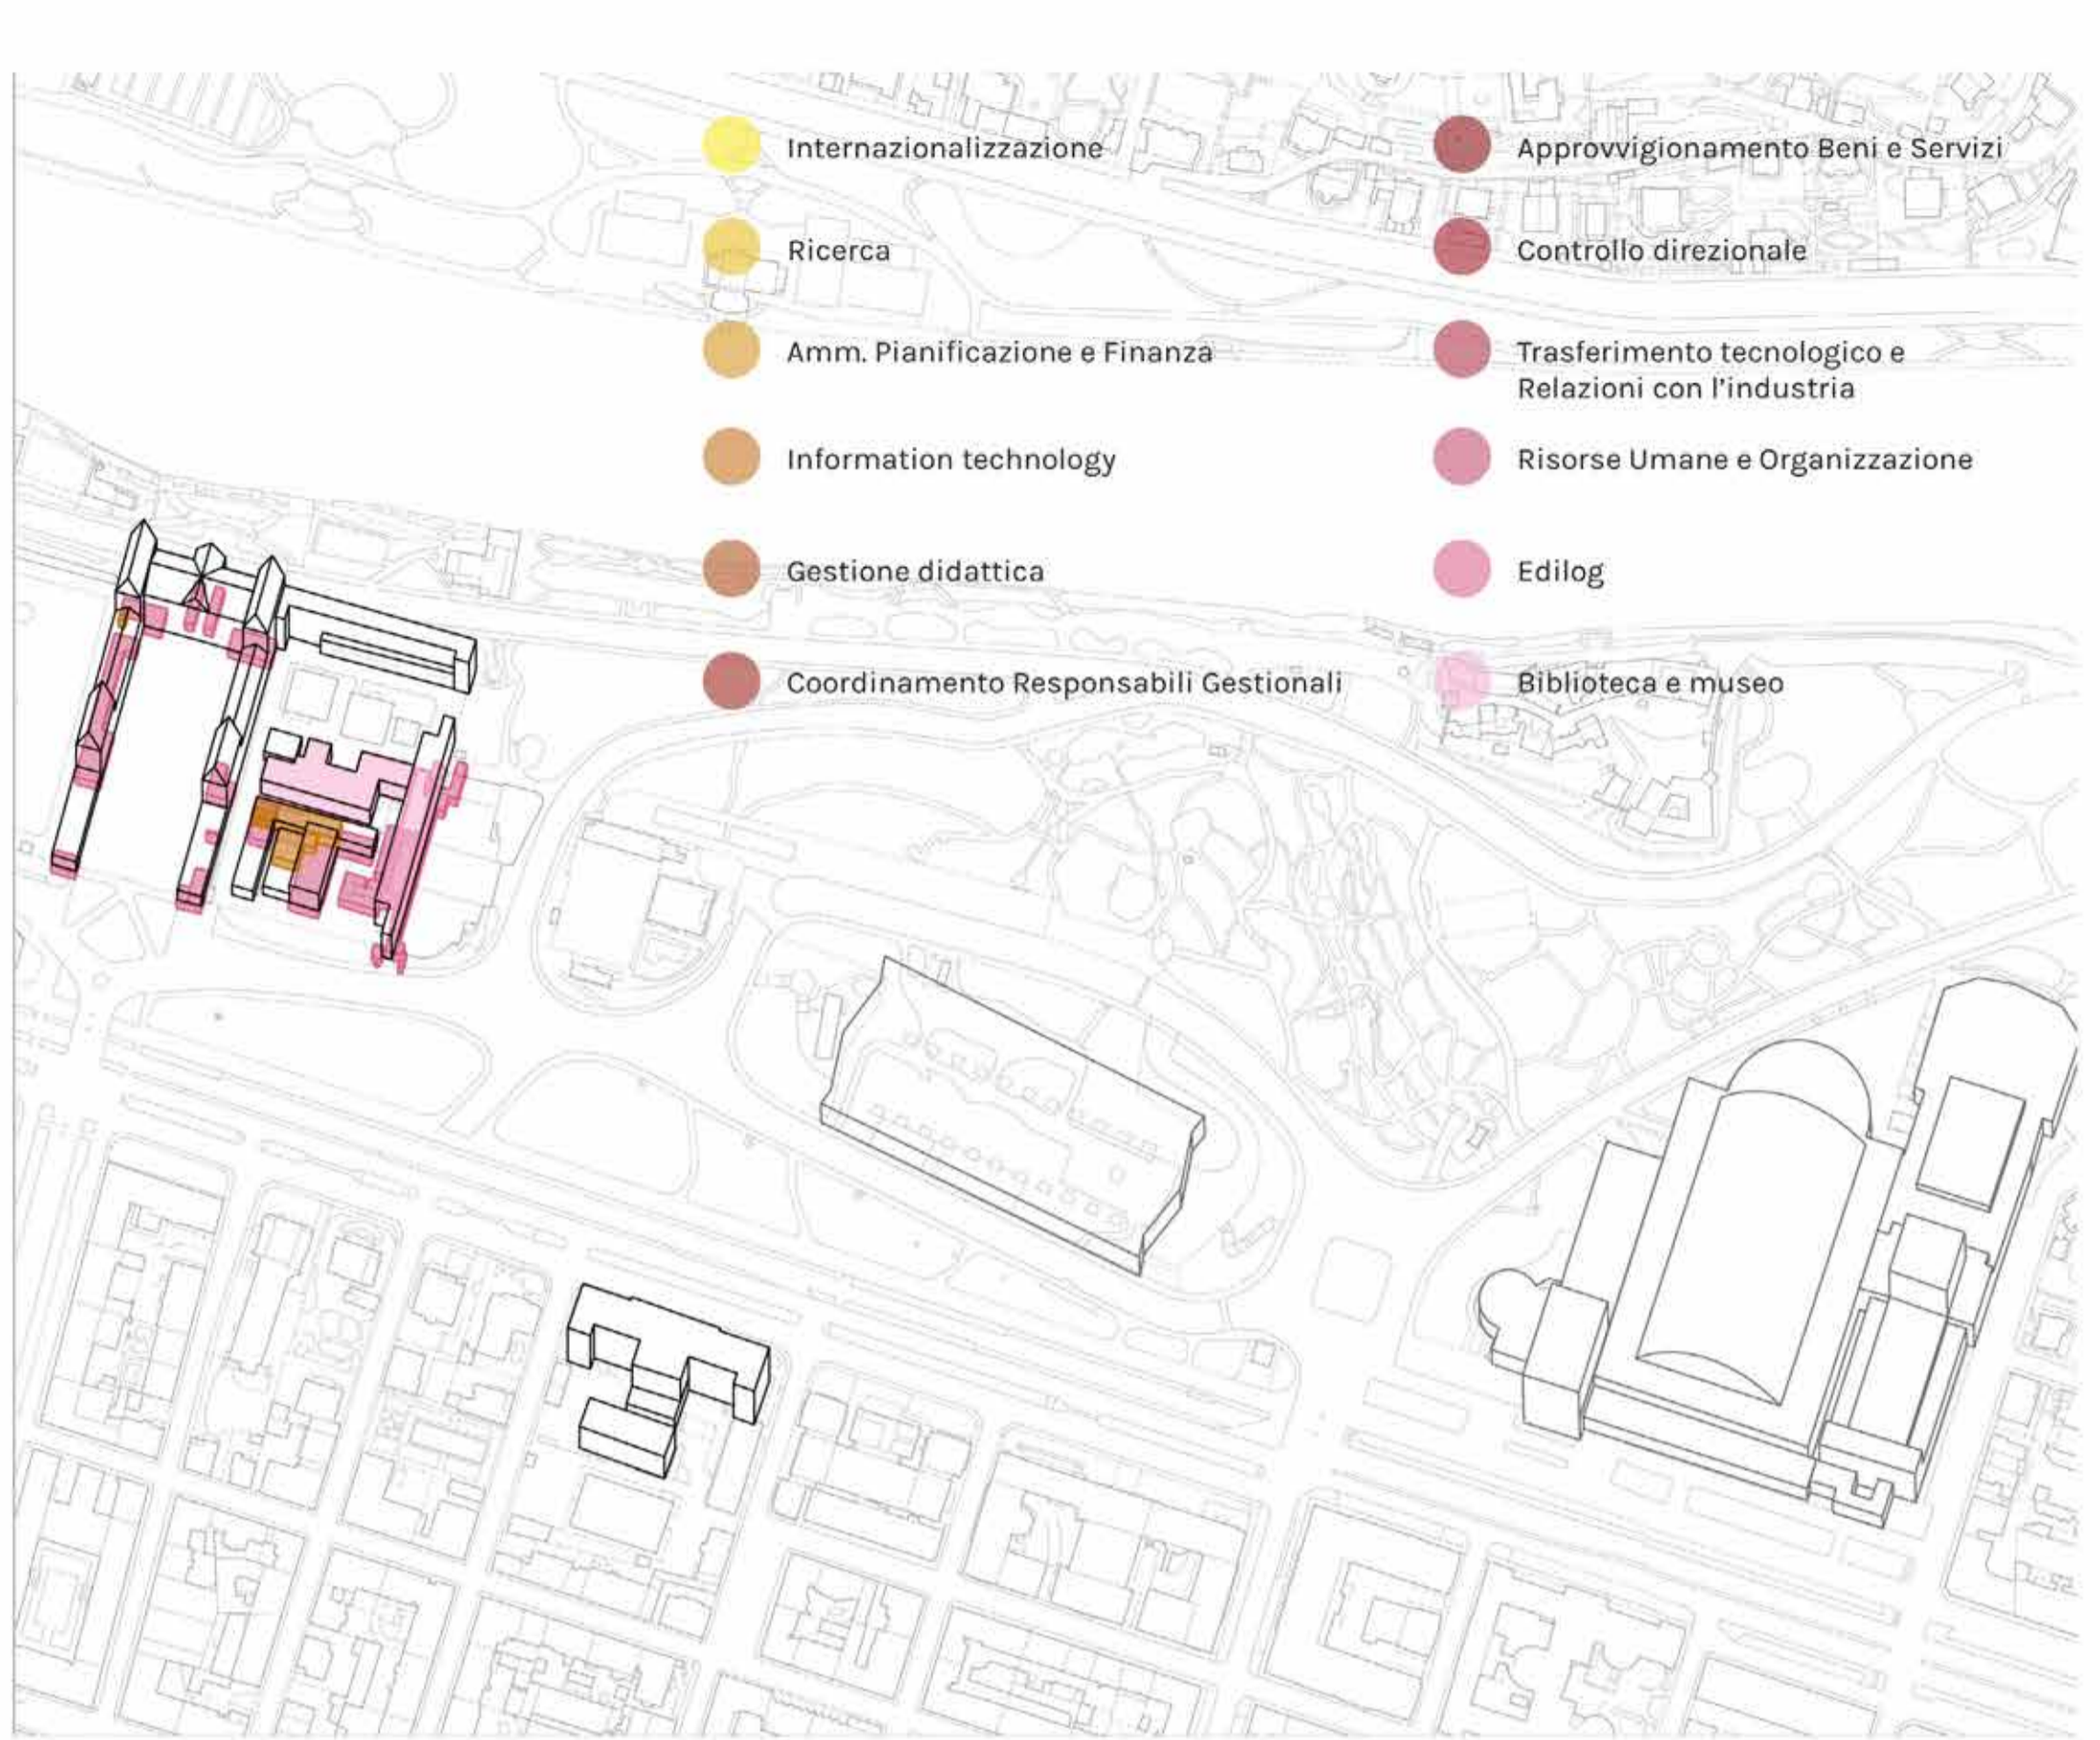 Internazionalizzazione
Ricerca
Amm. Pianificazione e Finanza
Information technology
Gestione didattica
Coordinamento Responsabili Gestionali
Approvvigionamento Beni e Servizi
Controllo direzionale
Trasferimento tecnologico e
Relazioni con l'industria
Risorse Umane e Organizzazione
Edilog
Biblioteca e museo